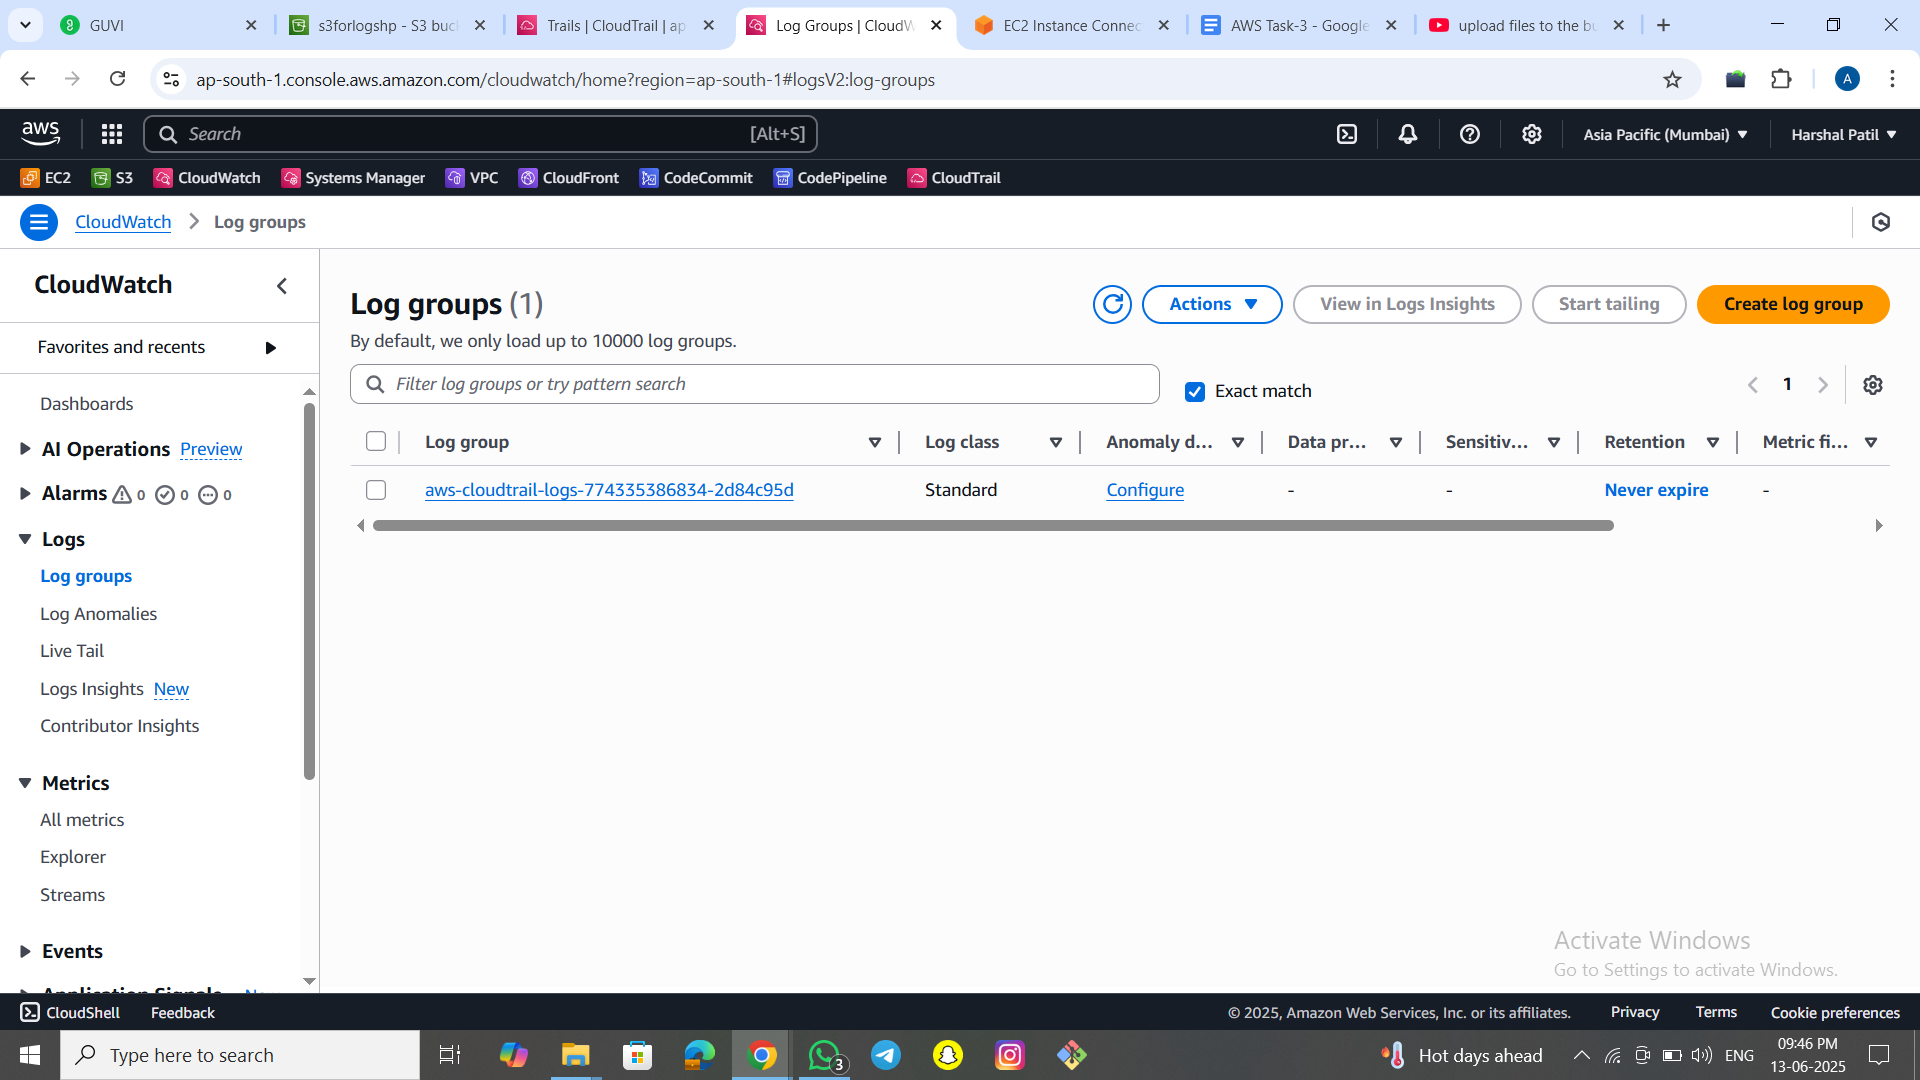 GUVI
s3forlogshp - S3 buc
Trails | CloudTrail | ap
Log Groups | CloudW
EC2 Instance Connec
AWS Task-3 - Google
upload files to the bu
ap-south-1.console.aws.amazon.com/cloudwatch/home?region=ap-south-1#logsV2:log-groups
A
aws
Search
[Alt+S]
Asia Pacific (Mumbai)
Harshal Patil
EC2
S3
CloudWatch
Systems Manager
VPC
CloudFront
CodeCommit
CodePipeline
CloudTrail
CloudWatch
Log groups
CloudWatch
Favorites and recents
Dashboards
AI Operations Preview
Alarms 0 0 0
Logs
Log groups
Log Anomalies
Live Tail
Logs Insights New
Contributor Insights
Metrics
All metrics
Explorer
Streams
Events
Application Signals
Log groups (1)
By default, we only load up to 10000 log groups.
Actions
View in Logs Insights
Start tailing
Create log group
Filter log groups or try pattern search
Exact match
1
Log group
Log class
Anomaly d...
Data pr...
Sensitiv...
Retention
Metric fi...
aws-cloudtrail-logs-774335386834-2d84c95d
Standard
Configure
-
-
Never expire
-
Activate Windows
Go to Settings to activate Windows.
CloudShell
Feedback
© 2025, Amazon Web Services, Inc. or its affiliates.
Privacy
Terms
Cookie preferences
Type here to search
3
Hot days ahead
ENG
09:46 PM
13-06-2025